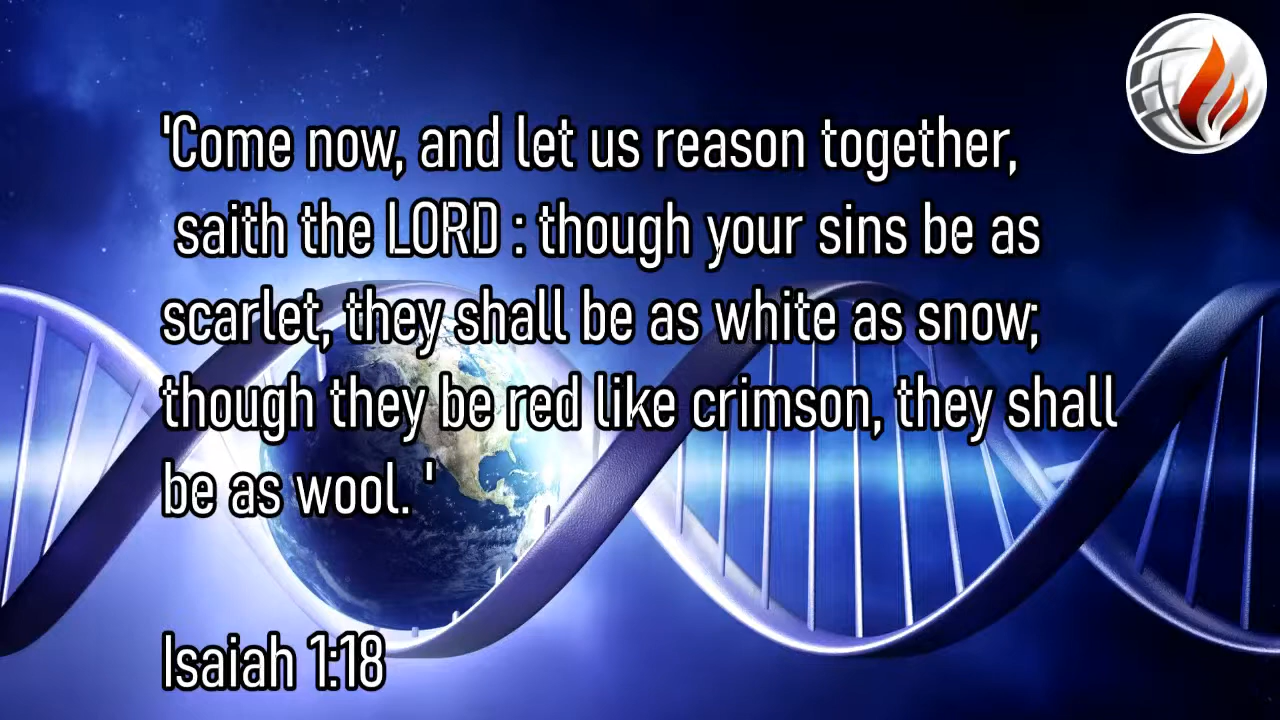 'Come now, and let us reason together,
saith the LORD : though your sins be as
scarlet, they shall be as white as snow;
though they be red like crimson, they shall
be as wool. '
Isaiah 1:18